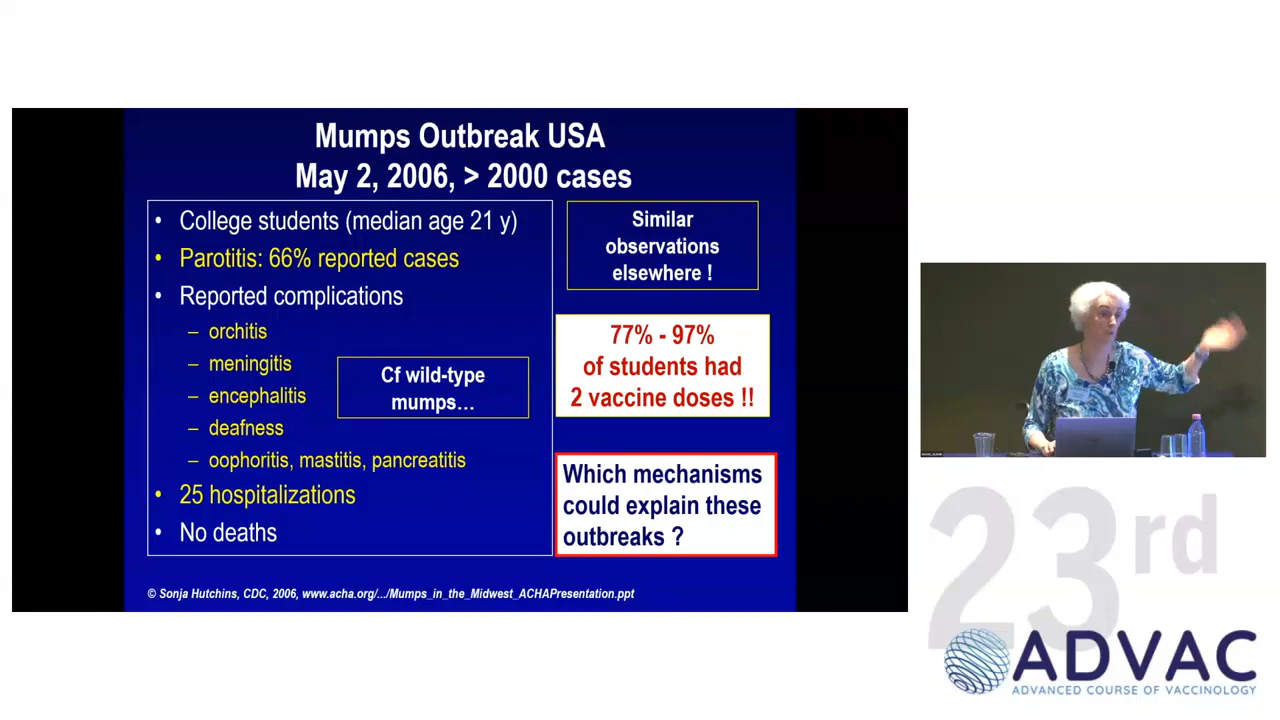 Mumps Outbreak USA
May 2, 2006, > 2000 cases
• College students (median age 21 y)
• Parotitis: 66% reported cases
• Reported complications
– orchitis
– meningitis
– encephalitis
– deafness
– oophoritis, mastitis, pancreatitis
• 25 hospitalizations
• No deaths
Cf wild-type
mumps…
Similar
observations
elsewhere !
77% - 97%
of students had
2 vaccine doses !!
Which mechanisms
could explain these
outbreaks ?
© Sonja Hutchins, CDC, 2006, www.acha.org/.../Mumps_in_the_Midwest_ACHAPresentation.ppt
23rd
ADVAC
ADVANCED COURSE OF VACCINOLOGY